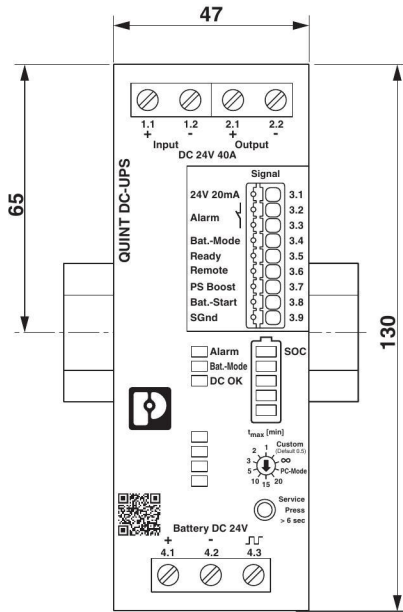 47
65
130
1.1 1.2 2.1 2.2
+ - + -
Input Output
DC 24V 40A
QUINT DC-UPS
Signal
24V 20mA 3.1
Alarm 3.2
3.3
Bat.-Mode 3.4
Ready 3.5
Remote 3.6
PS Boost 3.7
Bat.-Start 3.8
SGnd 3.9
Alarm SOC
Bat.-Mode
DC OK
tmax [min]
Custom
(Default 0.5)
∞
PC-Mode
1 2 3 5 10 15 20
Service
Press
> 6 sec
Battery DC 24V
+ -
4.1 4.2 4.3